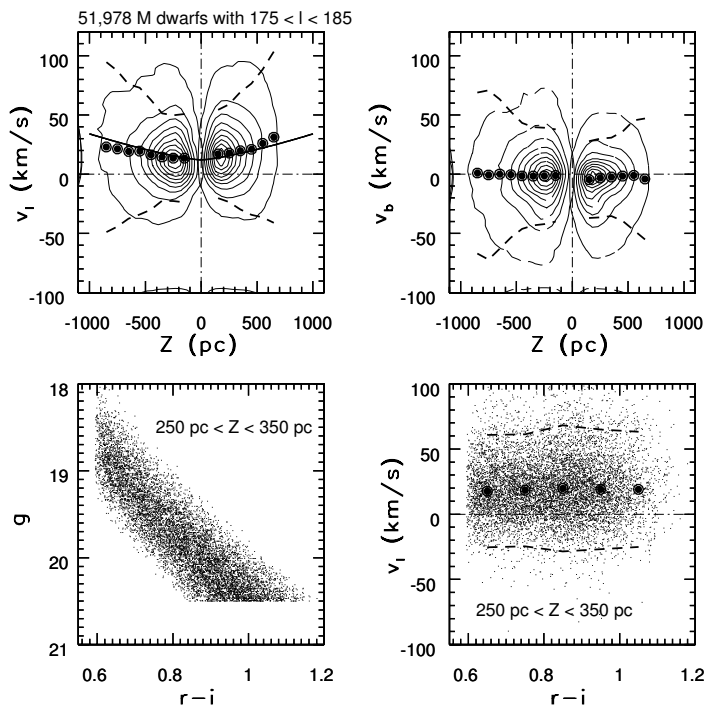 51,978 M dwarfs with 175 < l < 185
100
50
0
-50
-100
v_l (km/s)
-1000 -500 0 500 1000
Z (pc)
100
50
0
-50
-100
v_b (km/s)
-1000 -500 0 500 1000
Z (pc)
18
19
20
21
g
250 pc < Z < 350 pc
0.6 0.8 1 1.2
r-i
100
50
0
-50
-100
v_l (km/s)
250 pc < Z < 350 pc
0.6 0.8 1 1.2
r-i